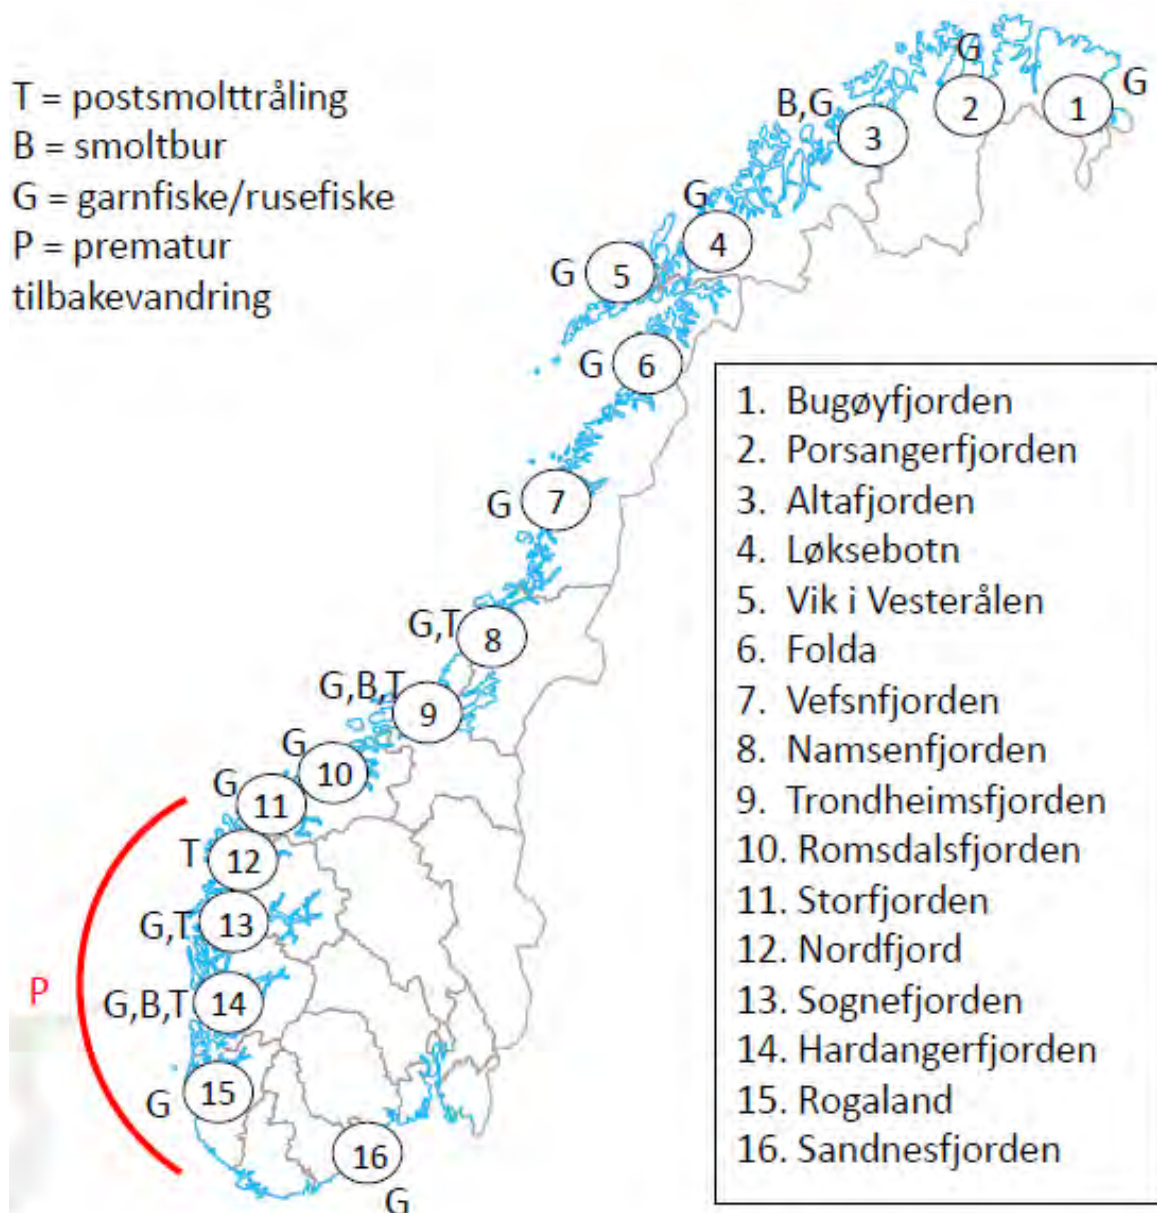 T = postsmolttråling
B = smoltbur
G = garnfiske/rusefiske
P = prematur
tilbakevandring
G
2
G
1
B,G
3
G
4
G
5
G
6
G
7
G,T
8
G,B,T
9
G
10
G
11
T
12
G,T
13
P
G,B,T
14
G
15
16
G
1. Bugøyfjorden
2. Porsangerfjorden
3. Altafjorden
4. Løksebotn
5. Vik i Vesterålen
6. Folda
7. Vefsnfjorden
8. Namsenfjorden
9. Trondheimsfjorden
10. Romsdalsfjorden
11. Storfjorden
12. Nordfjord
13. Sognefjorden
14. Hardangerfjorden
15. Rogaland
16. Sandnesfjorden